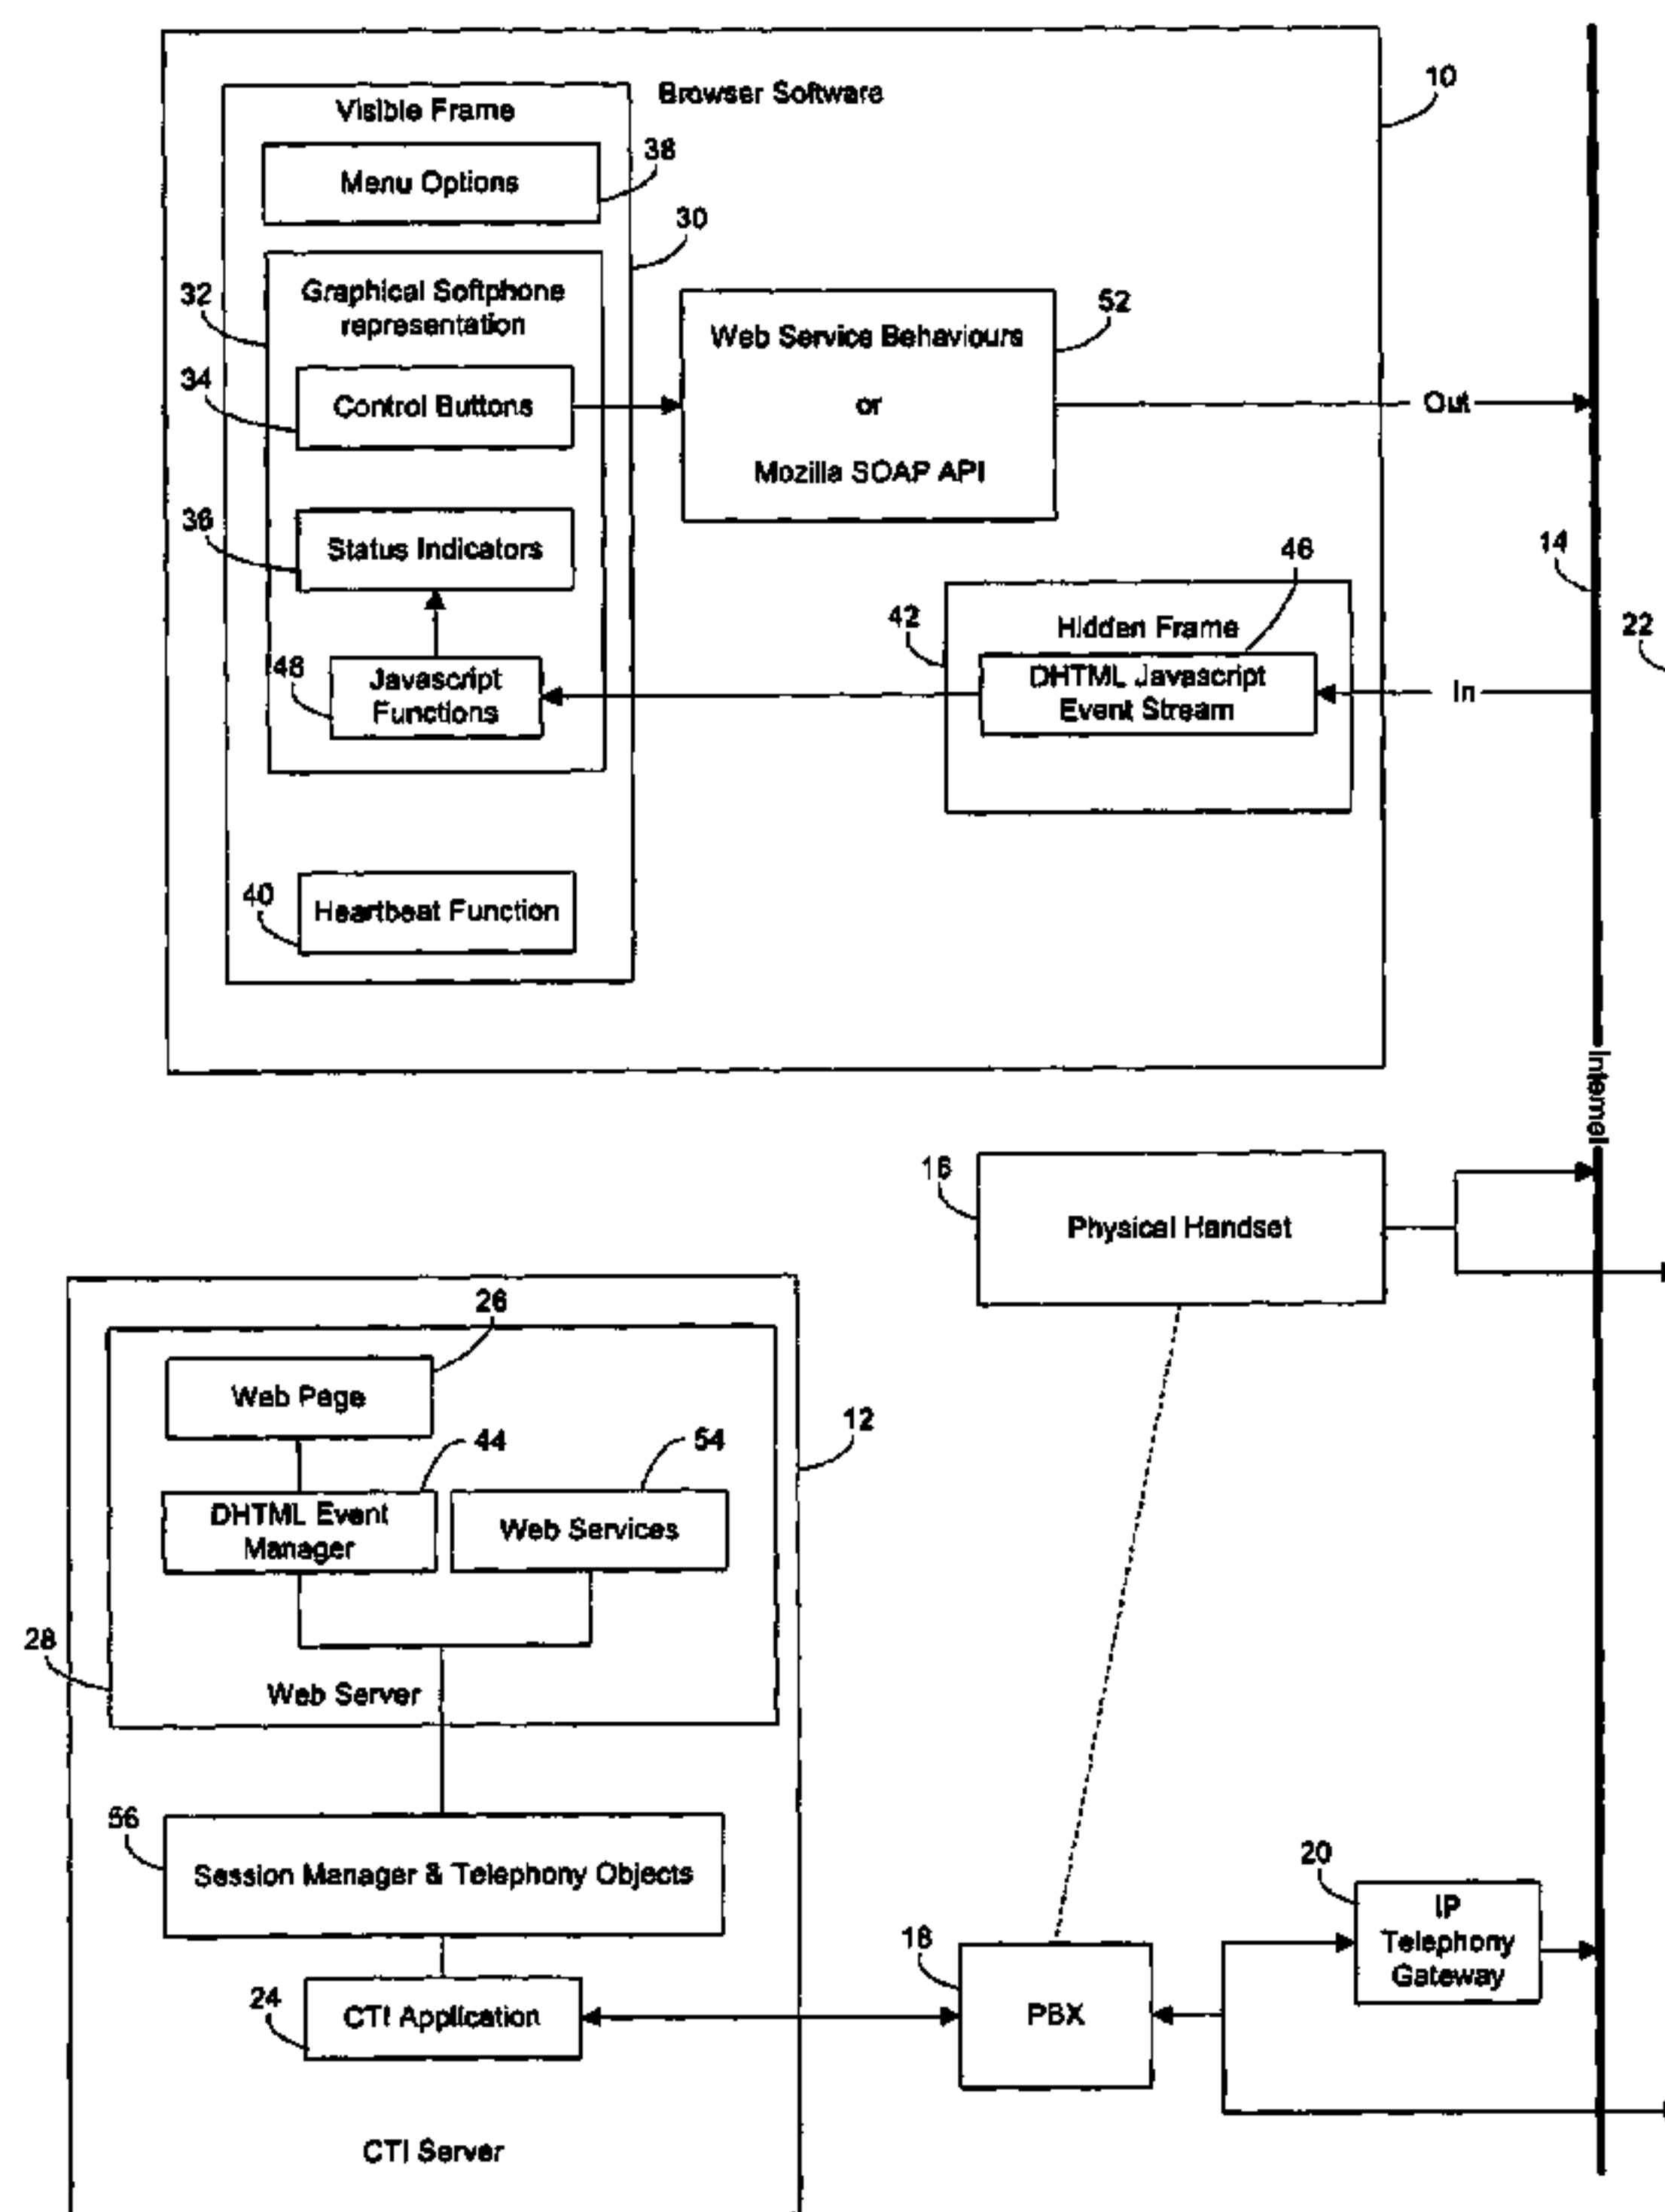 Browser Software
10
Visible Frame
Menu Options
38
30
32
Graphical Softphone
representation
34
Control Buttons
Web Service Behaviours
or
Mozilla SOAP API
52
Out
36
Status Indicators
48
Javascript
Functions
42
Hidden Frame
46
DHTML Javascript
Event Stream
In
14
22
40
Heartbeat Function
Internet
16
Physical Handset
26
Web Page
12
44
DHTML Event
Manager
54
Web Services
28
Web Server
56
Session Manager & Telephony Objects
20
IP
Telephony
Gateway
18
PBX
24
CTI Application
CTI Server